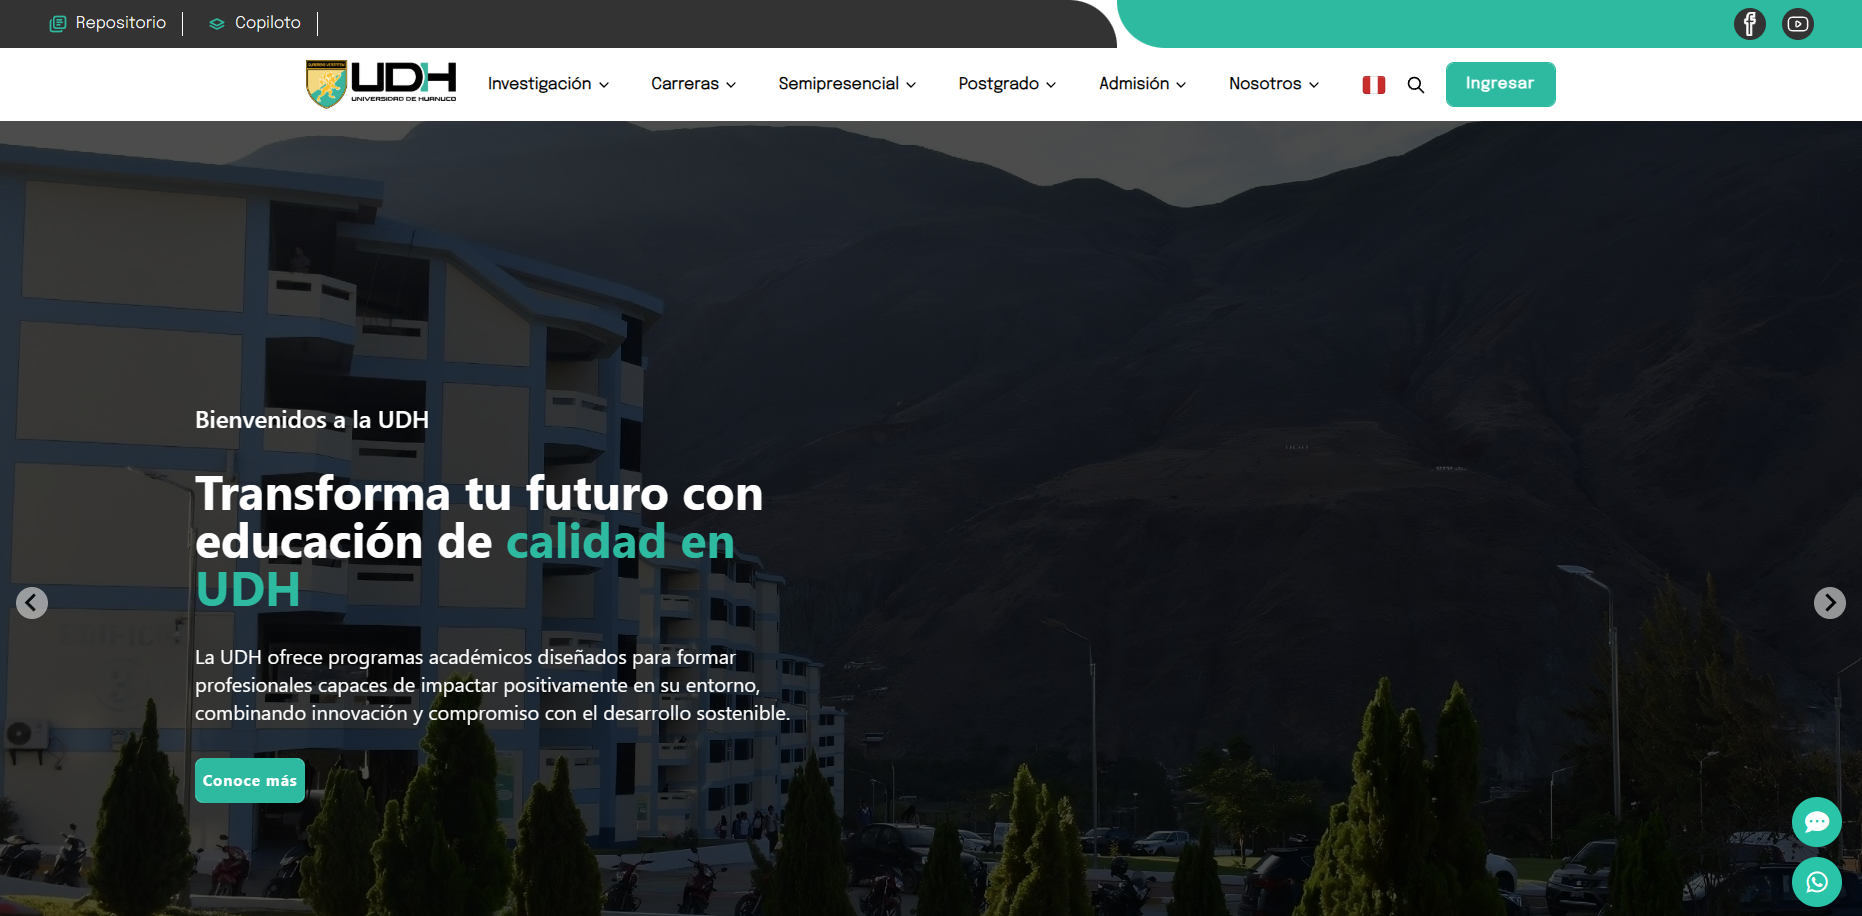 Repositorio
Copiloto
UDH
UNIVERSIDAD DE HUANUCO
Investigación
Carreras
Semipresencial
Postgrado
Admisión
Nosotros
Ingresar
Bienvenidos a la UDH
Transforma tu futuro con
educación de calidad en
UDH
La UDH ofrece programas académicos diseñados para formar
profesionales capaces de impactar positivamente en su entorno,
combinando innovación y compromiso con el desarrollo sostenible.
Conoce más